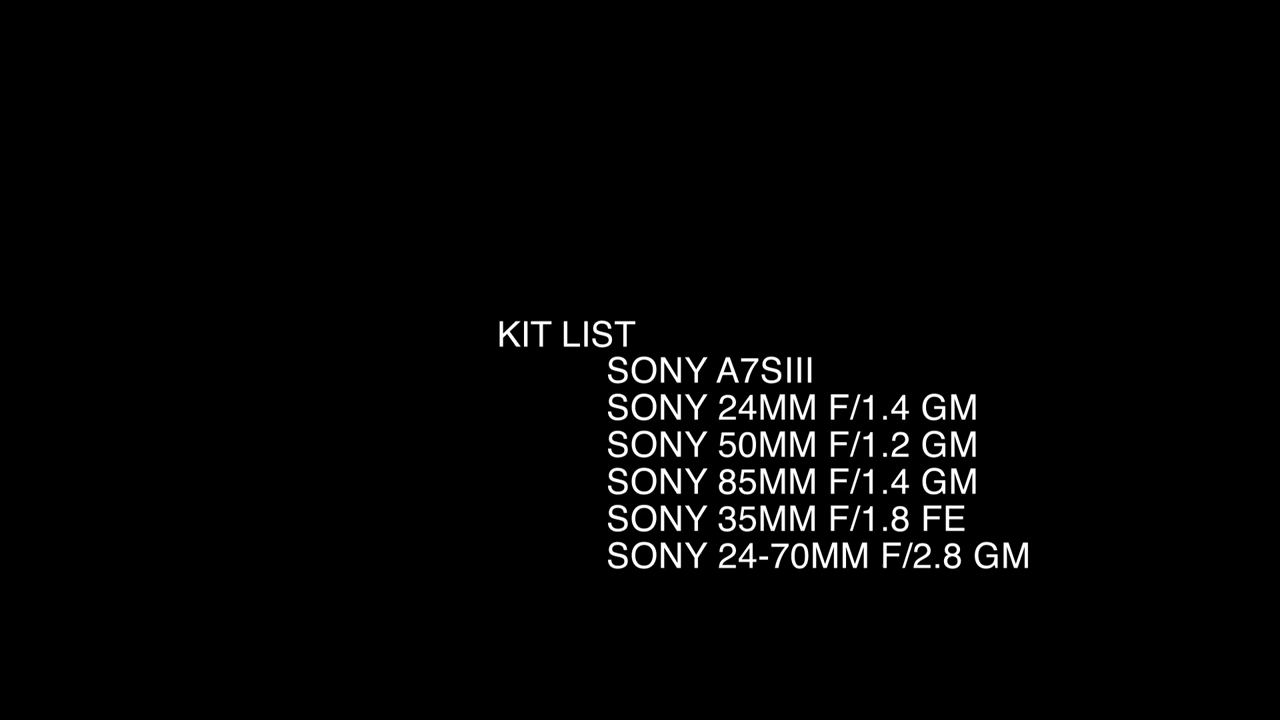 KIT LIST
SONY A7SIII
SONY 24MM F/1.4 GM
SONY 50MM F/1.2 GM
SONY 85MM F/1.4 GM
SONY 35MM F/1.8 FE
SONY 24-70MM F/2.8 GM